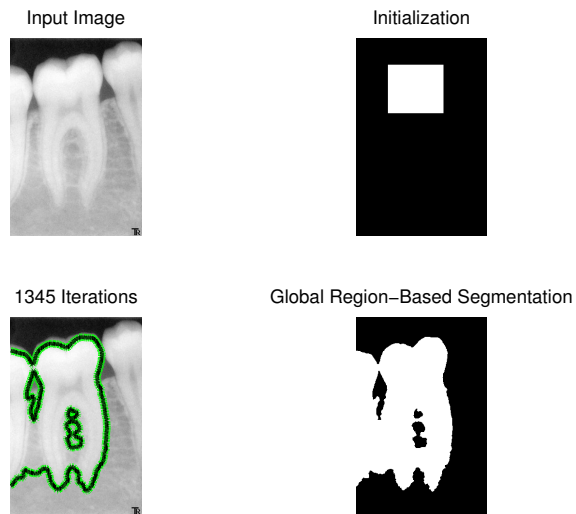 Input Image
Initialization
1345 Iterations
Global Region−Based Segmentation